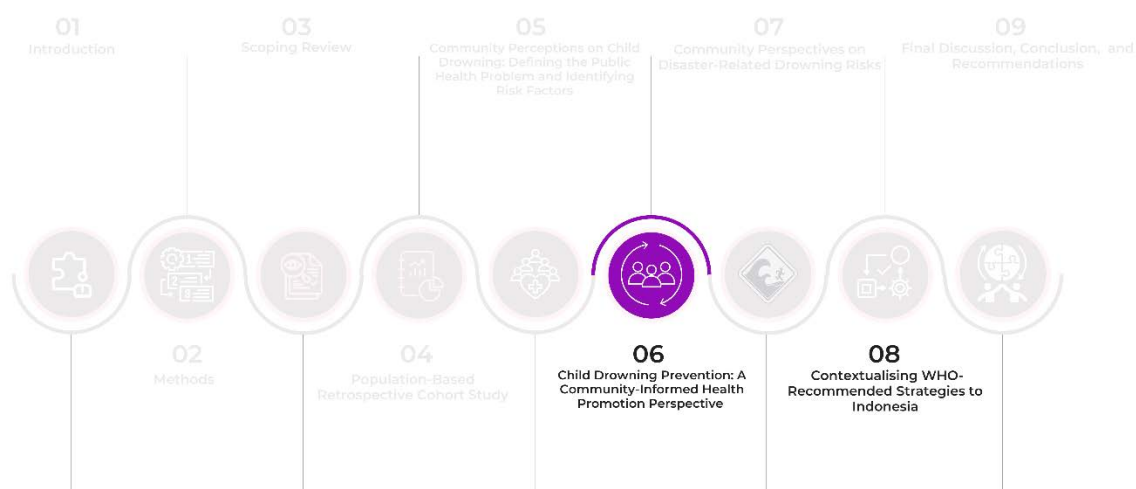 01
Introduction
03
Scoping Review
05
Community Perceptions on Child
Drowning: Defining the Public
Health Problem and Identifying
Risk Factors
07
Community Perspectives on
Disaster-Related Drowning Risks
09
Final Discussion, Conclusion, and
Recommendations
02
Methods
04
Population-Based
Retrospective Cohort Study
06
Child Drowning Prevention: A
Community-Informed Health
Promotion Perspective
08
Contextualising WHO-
Recommended Strategies to
Indonesia